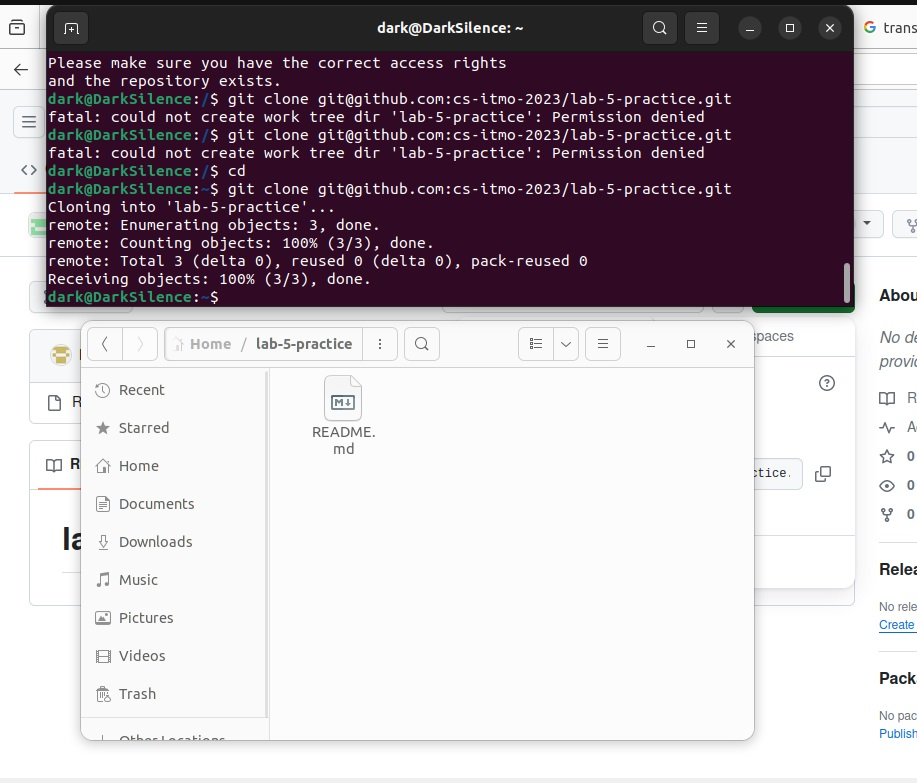 dark@DarkSilence: ~
Please make sure you have the correct access rights
and the repository exists.
dark@DarkSilence:/$ git clone git@github.com:cs-itmo-2023/lab-5-practice.git
fatal: could not create work tree dir 'lab-5-practice': Permission denied
dark@DarkSilence:/$ git clone git@github.com:cs-itmo-2023/lab-5-practice.git
fatal: could not create work tree dir 'lab-5-practice': Permission denied
dark@DarkSilence:/$ cd
dark@DarkSilence:~$ git clone git@github.com:cs-itmo-2023/lab-5-practice.git
Cloning into 'lab-5-practice'...
remote: Enumerating objects: 3, done.
remote: Counting objects: 100% (3/3), done.
remote: Total 3 (delta 0), reused 0 (delta 0), pack-reused 0
Receiving objects: 100% (3/3), done.
dark@DarkSilence:~$
Home / lab-5-practice
Recent
Starred
Home
Documents
Downloads
Music
Pictures
Videos
Trash
Other Locations
README.
md
trans
spaces
ctice.
R
R
la
Abou
No de
provid
R
A
0
0
0
Relea
No rele
Create
Pack
No pac
Publish